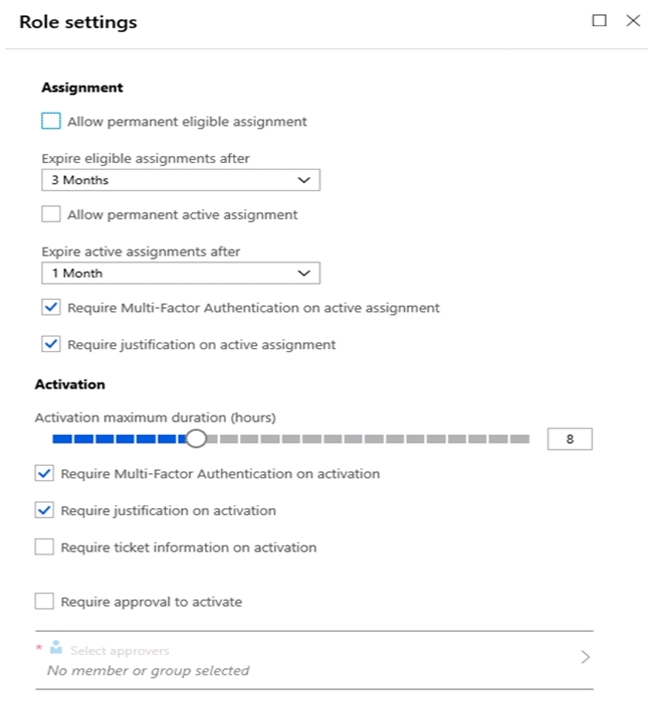 Role settings
Assignment
Allow permanent eligible assignment
Expire eligible assignments after
3 Months
Allow permanent active assignment
Expire active assignments after
1 Month
Require Multi-Factor Authentication on active assignment
Require justification on active assignment
Activation
Activation maximum duration (hours)
8
Require Multi-Factor Authentication on activation
Require justification on activation
Require ticket information on activation
Require approval to activate
* Select approvers
No member or group selected